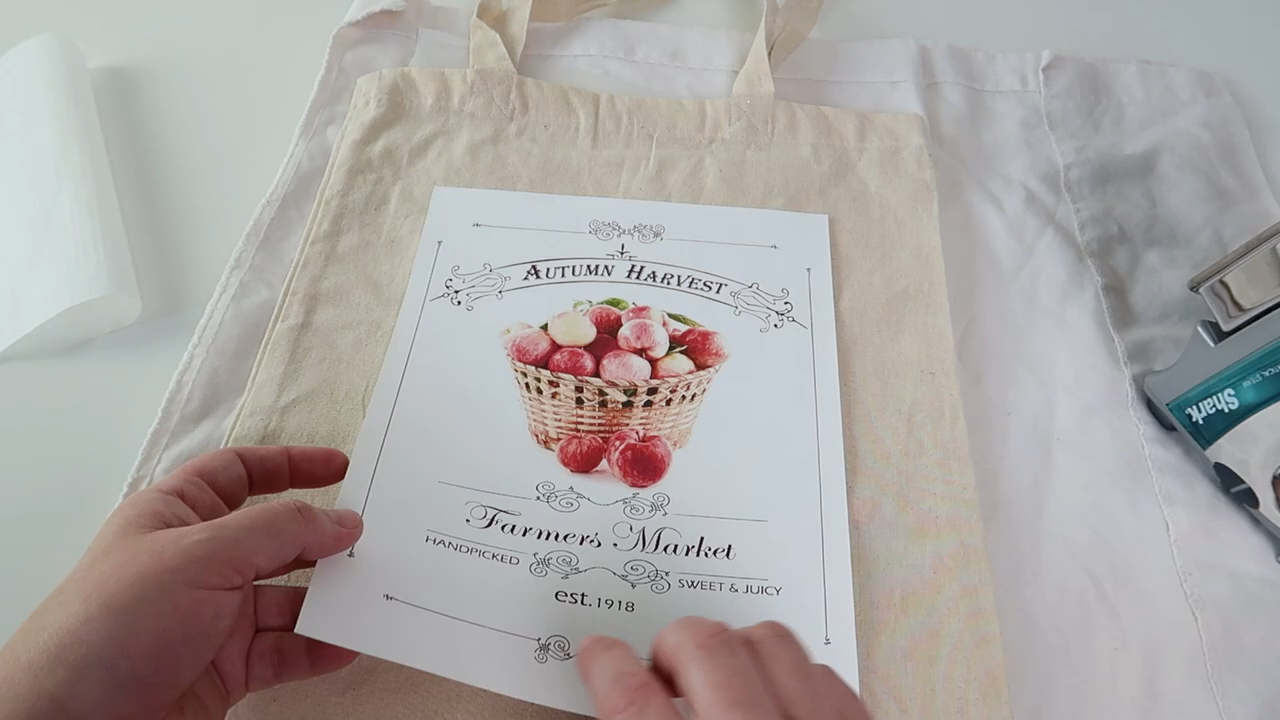 AUTUMN HARVEST
Farmers Market
HANDPICKED SWEET & JUICY
est.1918
Shark